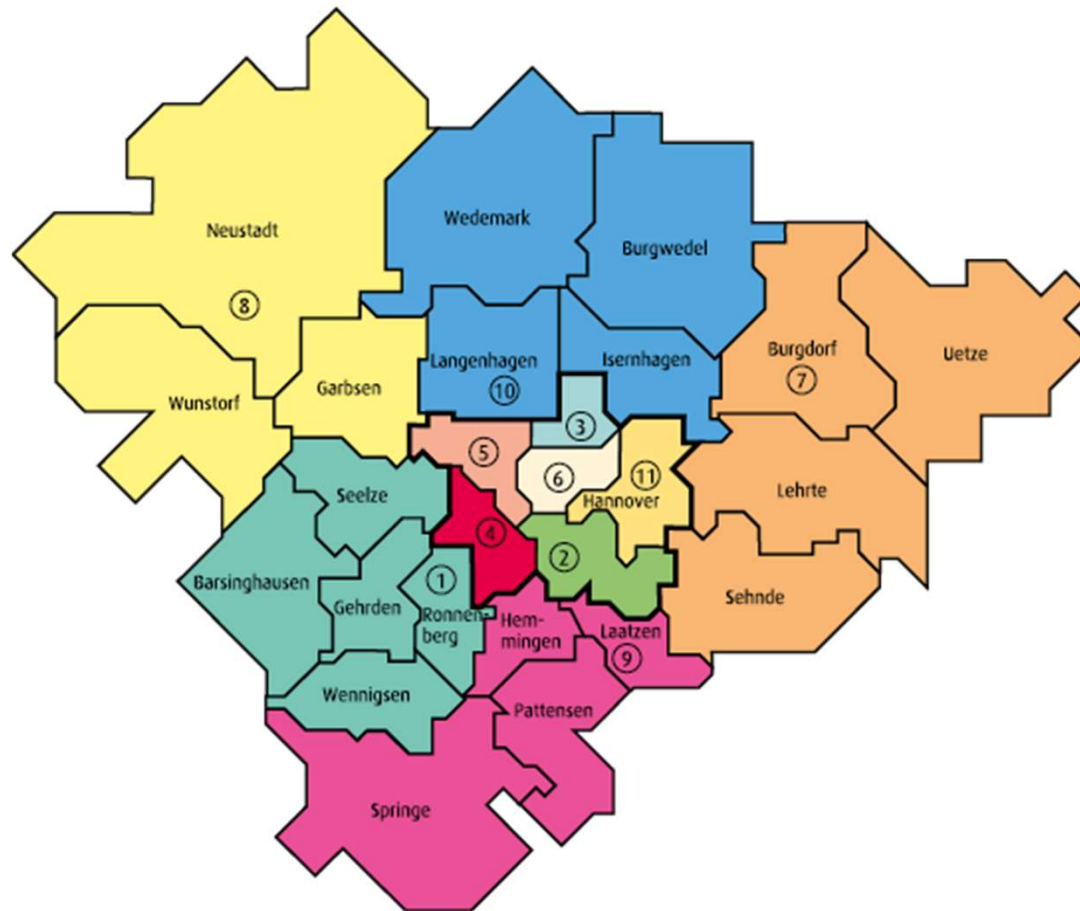 Wedemark
Neustadt
Burgwedel
8
Langenhagen
Isernhagen
Burgdorf
Uetze
10
7
Garbsen
Wunstorf
3
5
6
11
Hannover
Seelze
Lehrte
4
2
1
Barsinghausen
Gehrden
Ronnen-
berg
Hem-
mingen
Laatzen
9
Sehnde
Wennigsen
Pattensen
Springe